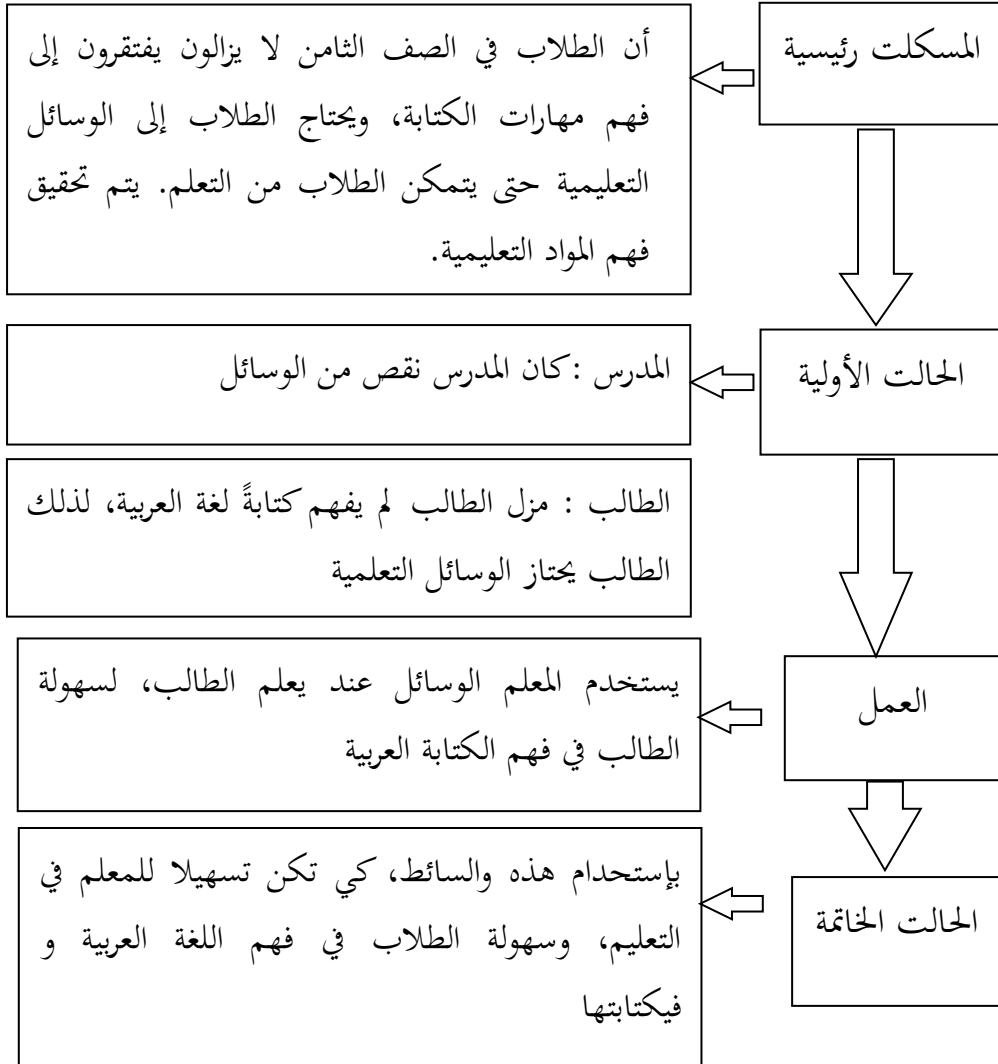 المسكلت رئيسية
أن الطلاب في الصف الثامن لا يزالون يفتقرون إلى
فهم مهارات الكتابة، ويحتاج الطلاب إلى الوسائل
التعليمية حتى يتمكن الطلاب من التعلم. يتم تحقيق
فهم المواد التعليمية.
الحالت الأولية
المدرس : كان المدرس نقص من الوسائل
الطالب : مزل الطالب لم يفهم كتابةً لغة العربية، لذلك
الطالب يحتاز الوسائل التعلمية
العمل
يستخدم المعلم الوسائل عند يعلم الطالب، لسهولة
الطالب في فهم الكتابة العربية
الحالت الخاتمة
بإستحدام هذه والسائط، كي تكن تسهيلا للمعلم في
التعليم، وسهولة الطلاب في فهم اللغة العربية و
فيكتابتها